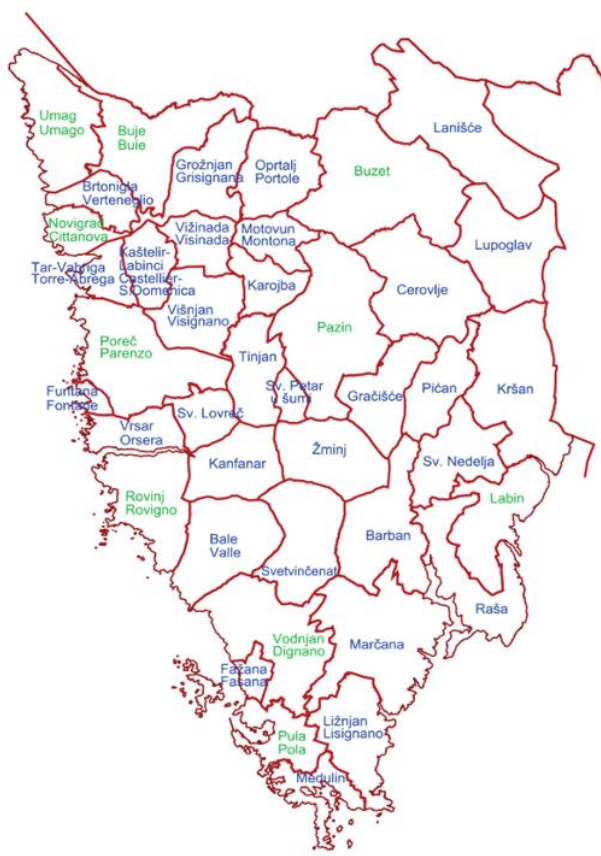 Umag
Umago
Buje
Buie
Lanišće
Grožnjan
Grisignana
Oprtalj
Portole
Buzet
Brtonigla
Verteneglio
Novigrad
Cittanova
Vižinada
Visinada
Motovun
Montona
Lupoglav
Tar-Vabriga
Torre-Abrega
Kaštelir-
Labinci
Castellier-
S.Domenica
Karojba
Cerovlje
Višnjan
Visignano
Poreč
Parenzo
Pazin
Tinjan
Funtana
Fontane
Sv. Petar
u šumi
Gračišće
Pićan
Kršan
Vrsar
Orsera
Sv. Lovreč
Kanfanar
Žminj
Sv. Nedelja
Rovinj
Rovigno
Labin
Bale
Valle
Barban
Svetvinčenat
Raša
Vodnjan
Dignano
Marčana
Fažana
Fasana
Ližnjan
Lisignano
Pula
Pola
Medulin